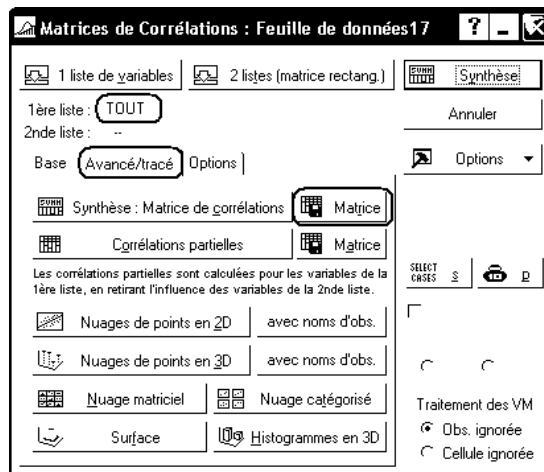 Matrices de Corrélations : Feuille de données17
? _ X
1 liste de variables
2 listes (matrice rectang.)
SUMM
Synthèse
1ère liste : TOUT
2nde liste : --
Annuler
Base
Avancé/tracé
Options
Options
Synthèse : Matrice de corrélations
Matrice
Corrélations partielles
Matrice
Les corrélations partielles sont calculées pour les variables de la
1ère liste, en retirant l'influence des variables de la 2nde liste.
SELECT
CASES
S
D
Nuages de points en 2D
avec noms d'obs.
Nuages de points en 3D
avec noms d'obs.
Nuage matriciel
Nuage catégorisé
Surface
Histogrammes en 3D
Traitement des VM
Obs. ignorée
Cellule ignorée